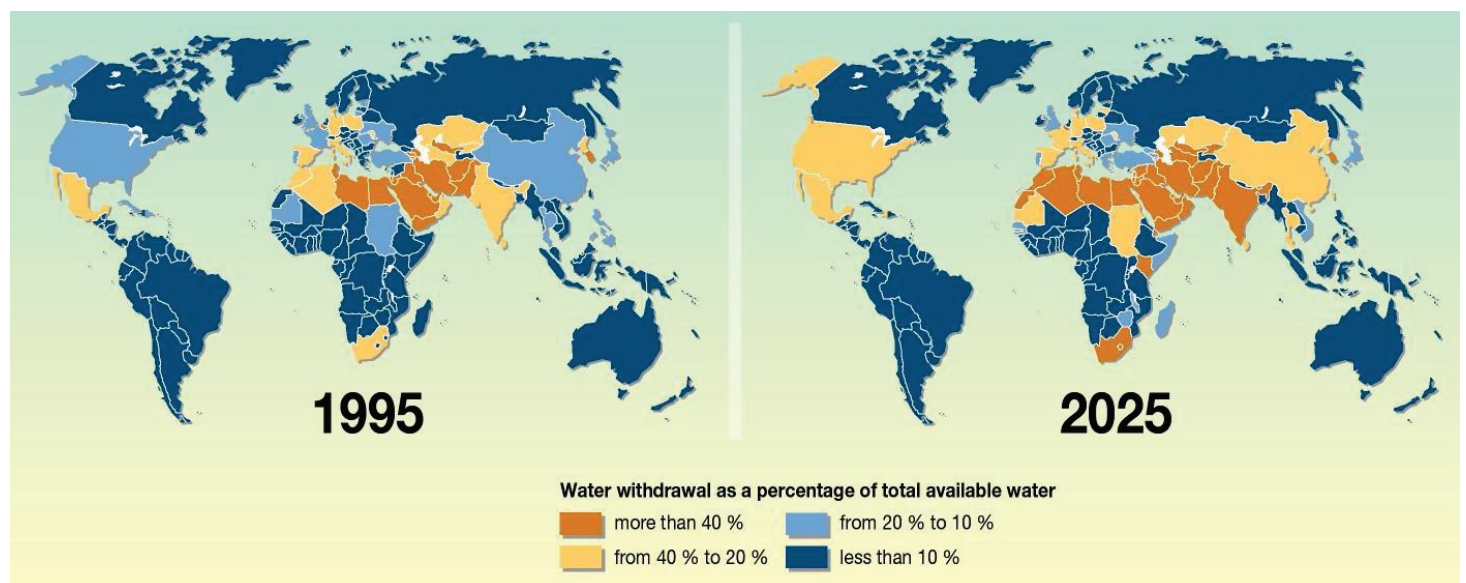 1995
2025
Water withdrawal as a percentage of total available water
more than 40 %
from 20 % to 10 %
from 40 % to 20 %
less than 10 %